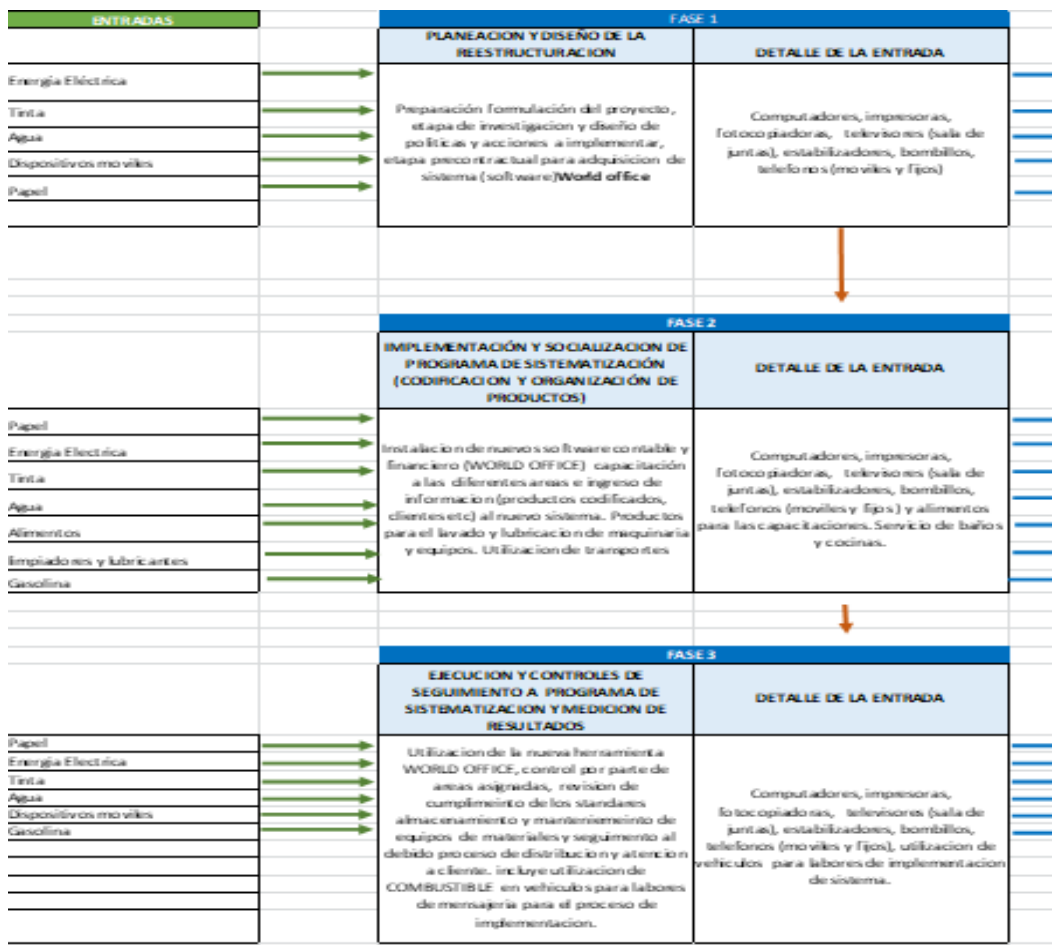 ENTRADAS
FASE 1
PLANEACION Y DISEÑO DE LA
REESTRUCTURACION
DETALLE DE LA ENTRADA
Energía Eléctrica
Tinta
Agua
Dispositivos moviles
Papel
Preparación formulación del proyecto,
etapa de investigacion y diseño de
politicas y acciones a implementar,
etapa precontractual para adquisicion de
sistema (software)World office
Computadores, impresoras,
fotocopiadoras, televisores (sala de
juntas), estabilizadores, bombillos,
telefonos (moviles y fijos)
FASE 2
IMPLEMENTACIÓN Y SOCIALIZACION DE
PROGRAMA DE SISTEMATIZACIÓN
(CODIFICACION Y ORGANIZACIÓN DE
PRODUCTOS)
DETALLE DE LA ENTRADA
Papel
Energia Electrica
Tinta
Agua
Alimentos
limpiadores y lubricantes
Gasolina
Instalacion de nuevos software contable y
financiero (WORLD OFFICE) capacitación
a las diferentes areas e ingreso de
informacion (productos codificados,
clientes etc) al nuevo sistema. Productos
para el lavado y lubricacion de maquinaria
y equipos. Utilizacion de transportes
Computadores, impresoras,
fotocopiadoras, televisores (sala de
juntas), estabilizadores, bombillos,
telefonos (moviles y fijos) y alimentos
para las capacitaciones. Servicio de baños
y cocinas.
FASE 3
EJECUCION Y CONTROLES DE
SEGUIMIENTO A PROGRAMA DE
SISTEMATIZACION Y MEDICION DE
RESULTADOS
DETALLE DE LA ENTRADA
Papel
Energia Electrica
Tinta
Agua
Dispositivos moviles
Gasolina
Utilizacion de la nueva herramienta
WORLD OFFICE, control por parte de
areas asignadas, revision de
cumplimeinto de los standares
almacenamiento y manteniemeinto de
equipos de materiales y seguimento al
debido proceso de distribucion y atencion
a cliente. incluye utilizacion de
COMBUSTIBLE en vehiculos para labores
de mensajeria para el proceso de
implementacion.
Computadores, impresoras,
fotocopiadoras, televisores (sala de
juntas), estabilizadores, bombillos,
telefonos (moviles y fijos), utilizacion de
vehiculos para labores de implementacion
de sistema.